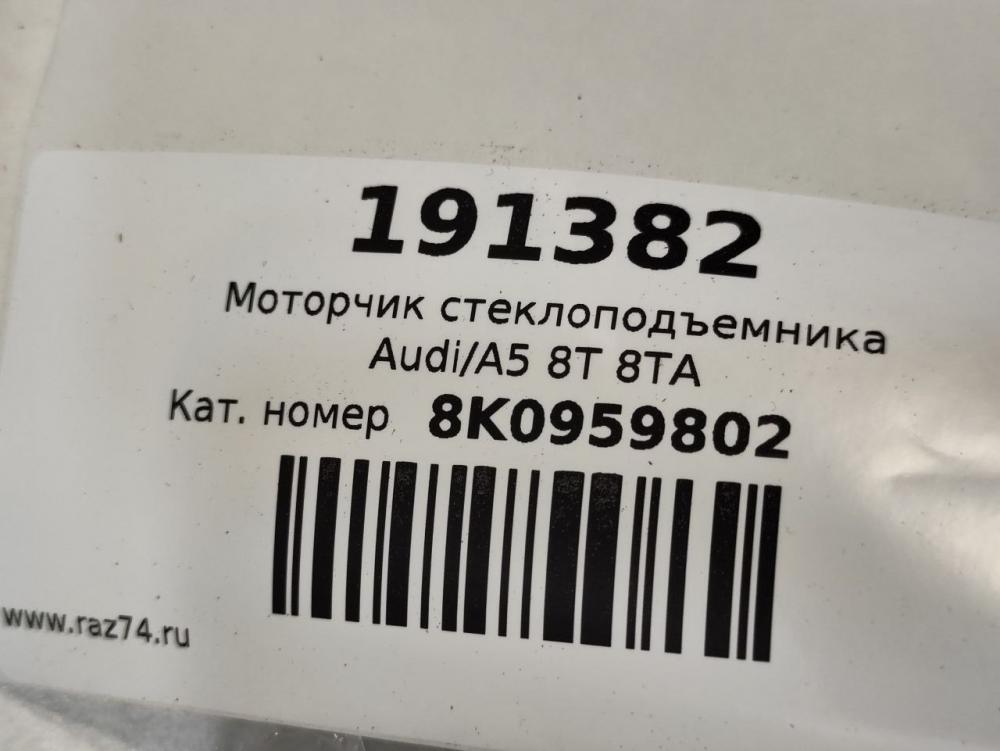 191382
Моторчик стеклоподъемника
Audi/A5 8T 8TA
Кат. номер 8K0959802
www.raz74.ru